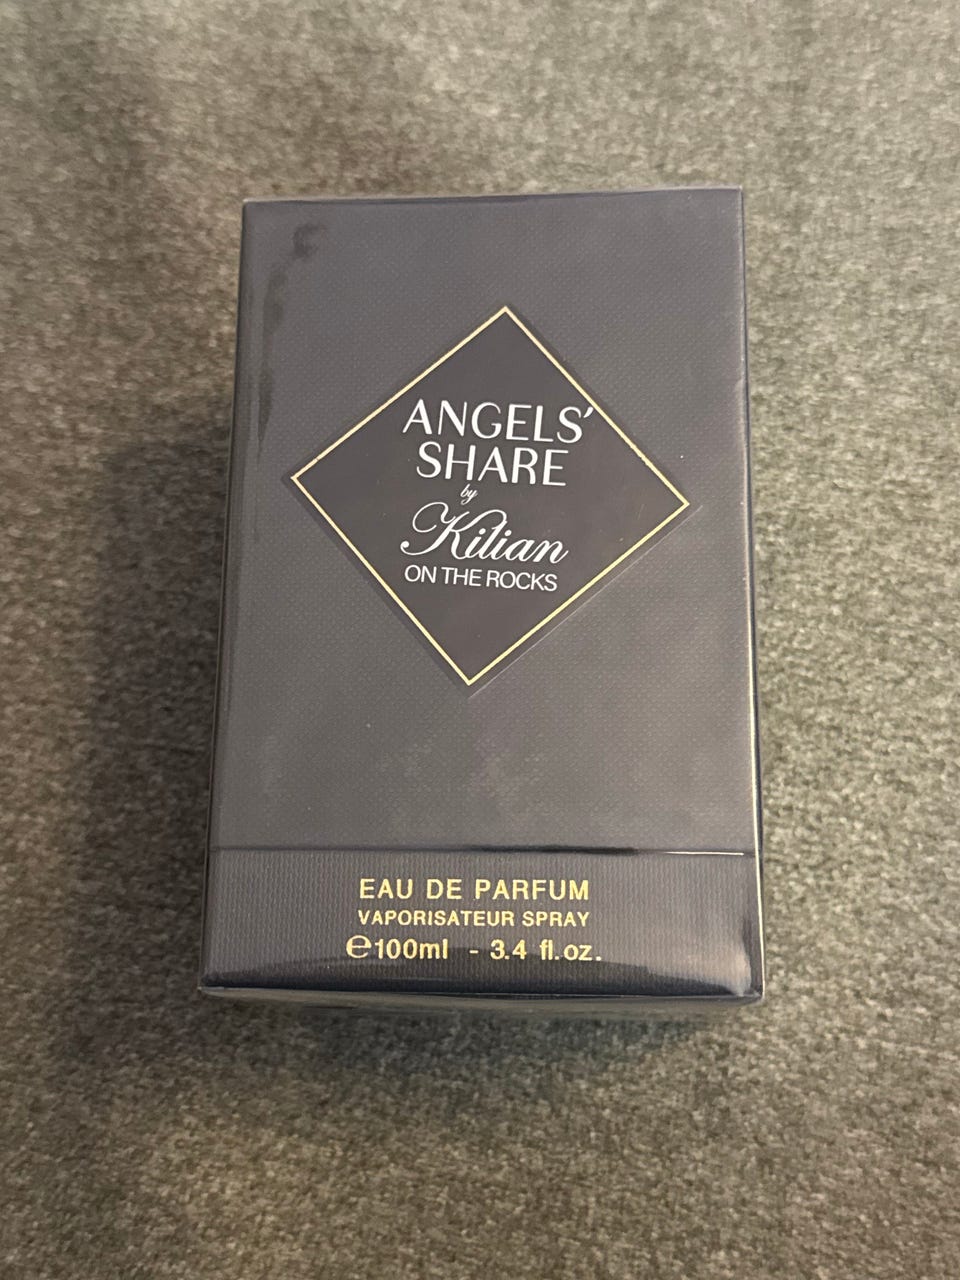 ANGELS'
SHARE
by
Kilian
ON THE ROCKS
EAU DE PARFUM
VAPORISATEUR SPRAY
℮100ml - 3.4 fl.oz.